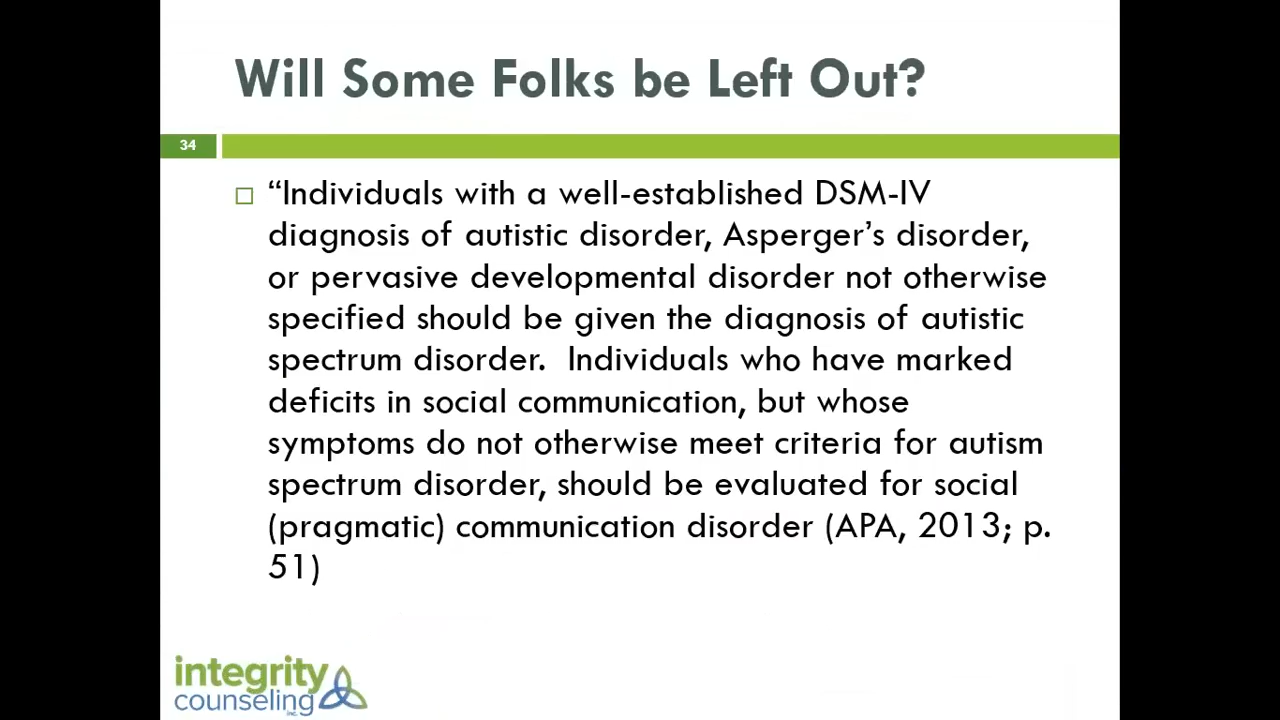 Will Some Folks be Left Out?
34
“Individuals with a well-established DSM-IV
diagnosis of autistic disorder, Asperger’s disorder,
or pervasive developmental disorder not otherwise
specified should be given the diagnosis of autistic
spectrum disorder.  Individuals who have marked
deficits in social communication, but whose
symptoms do not otherwise meet criteria for autism
spectrum disorder, should be evaluated for social
(pragmatic) communication disorder (APA, 2013; p.
51)
integrity
counseling
inc.